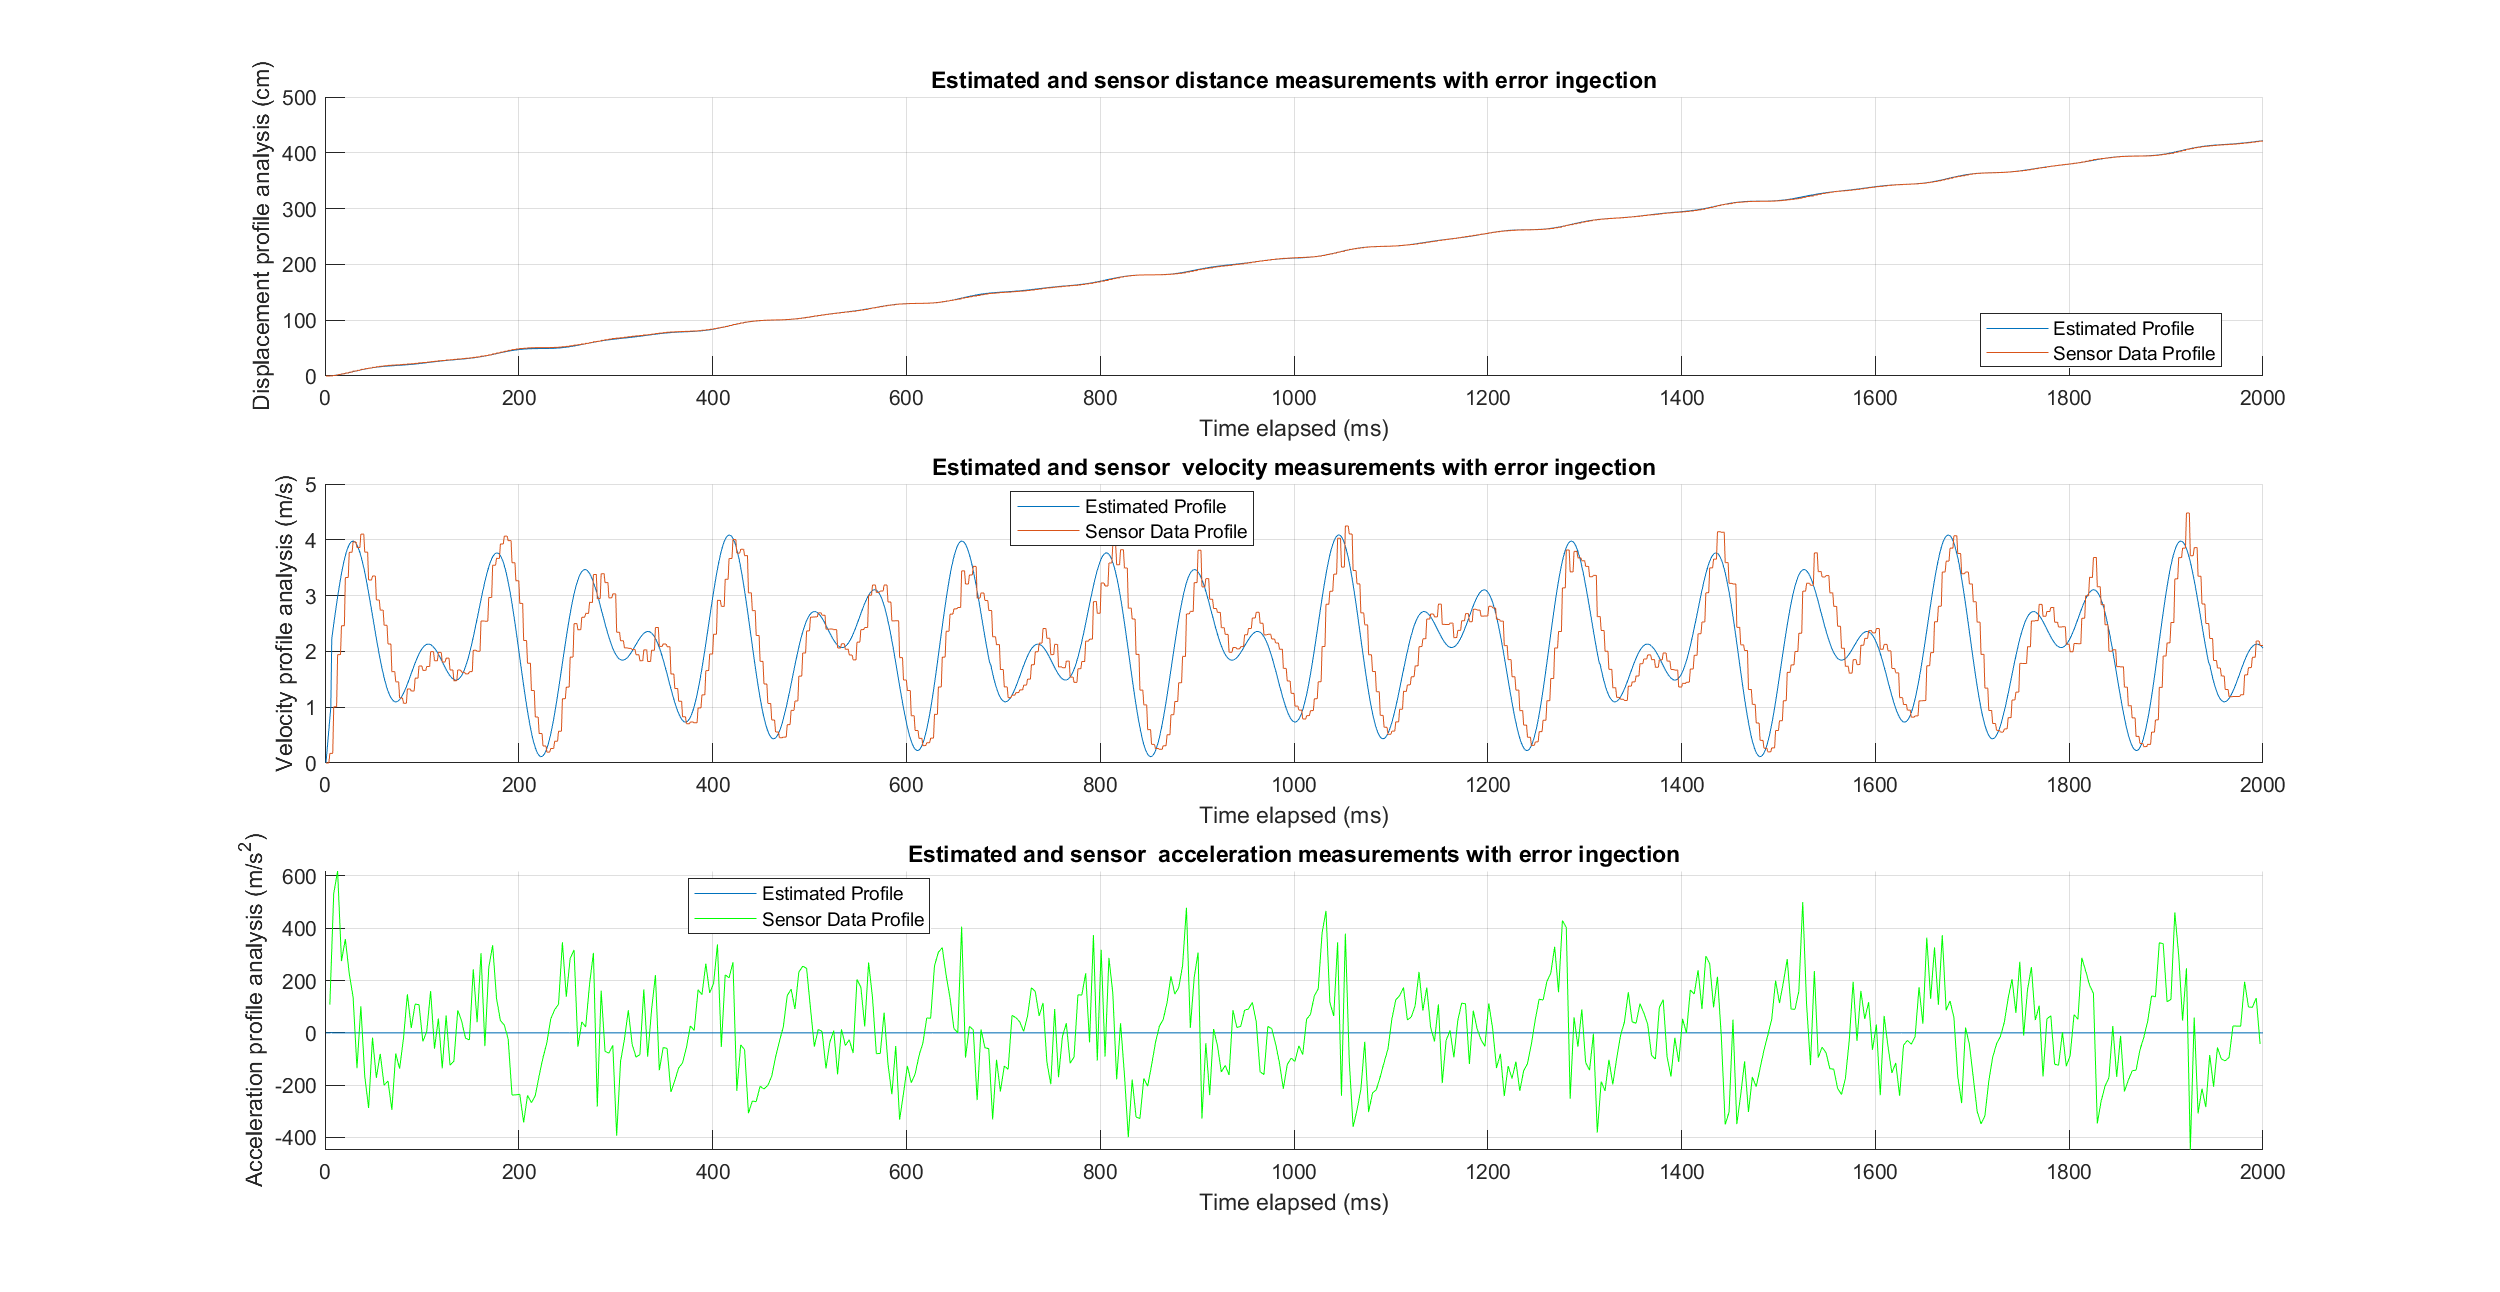 Estimated and sensor distance measurements with error ingection
Displacement profile analysis (cm)
500
400
300
200
100
0
Estimated Profile
Sensor Data Profile
0 200 400 600 800 1000 1200 1400 1600 1800 2000
Time elapsed (ms)
Estimated and sensor  velocity measurements with error ingection
Velocity profile analysis (m/s)
5
4
3
2
1
0
Estimated Profile
Sensor Data Profile
0 200 400 600 800 1000 1200 1400 1600 1800 2000
Time elapsed (ms)
Estimated and sensor  acceleration measurements with error ingection
Acceleration profile analysis (m/s²)
600
400
200
0
-200
-400
Estimated Profile
Sensor Data Profile
0 200 400 600 800 1000 1200 1400 1600 1800 2000
Time elapsed (ms)